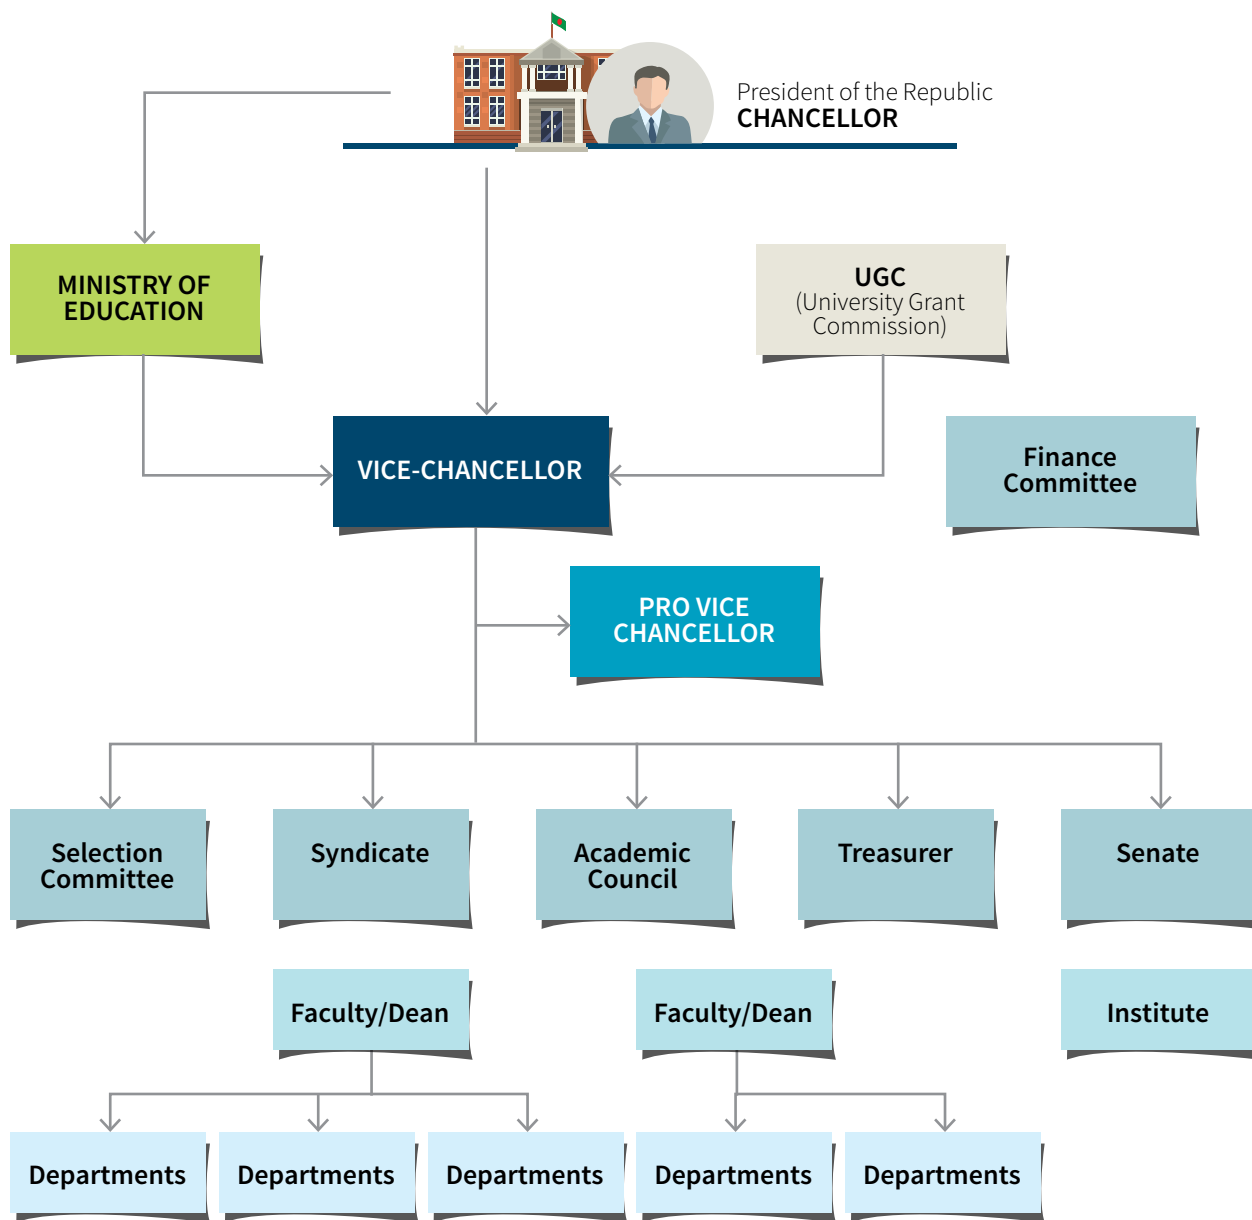 President of the Republic
CHANCELLOR
MINISTRY OF
EDUCATION
UGC
(University Grant
Commission)
VICE-CHANCELLOR
Finance
Committee
PRO VICE
CHANCELLOR
Selection
Committee
Syndicate
Academic
Council
Treasurer
Senate
Faculty/Dean
Faculty/Dean
Institute
Departments
Departments
Departments
Departments
Departments